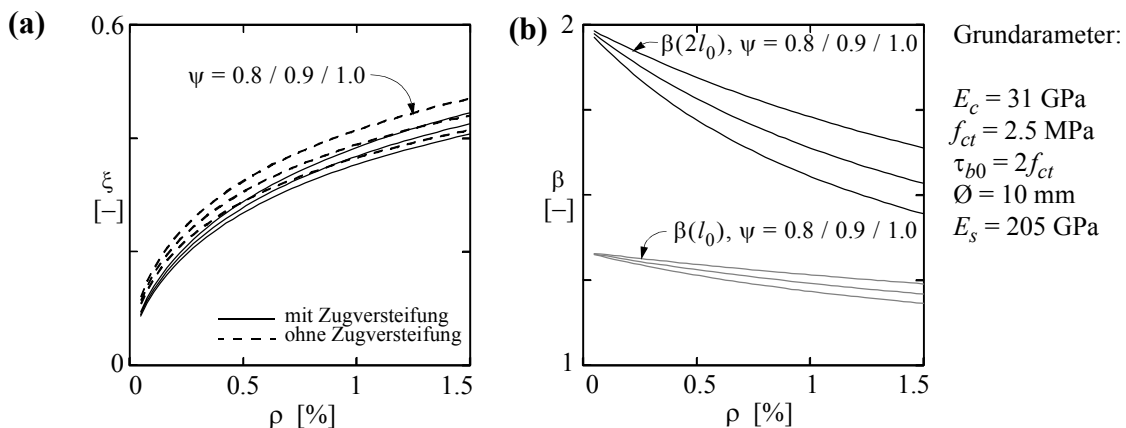 (a)
0.6
ψ = 0.8 / 0.9 / 1.0
ξ
[–]
mit Zugversteifung
ohne Zugversteifung
0
0 0.5 1 1.5
ρ [%]
(b)
2
β(2l0), ψ = 0.8 / 0.9 / 1.0
β
[–]
β(l0), ψ = 0.8 / 0.9 / 1.0
1
0 0.5 1 1.5
ρ [%]
Grundarameter:
Ec = 31 GPa
fct = 2.5 MPa
τb0 = 2fct
Ø = 10 mm
Es = 205 GPa